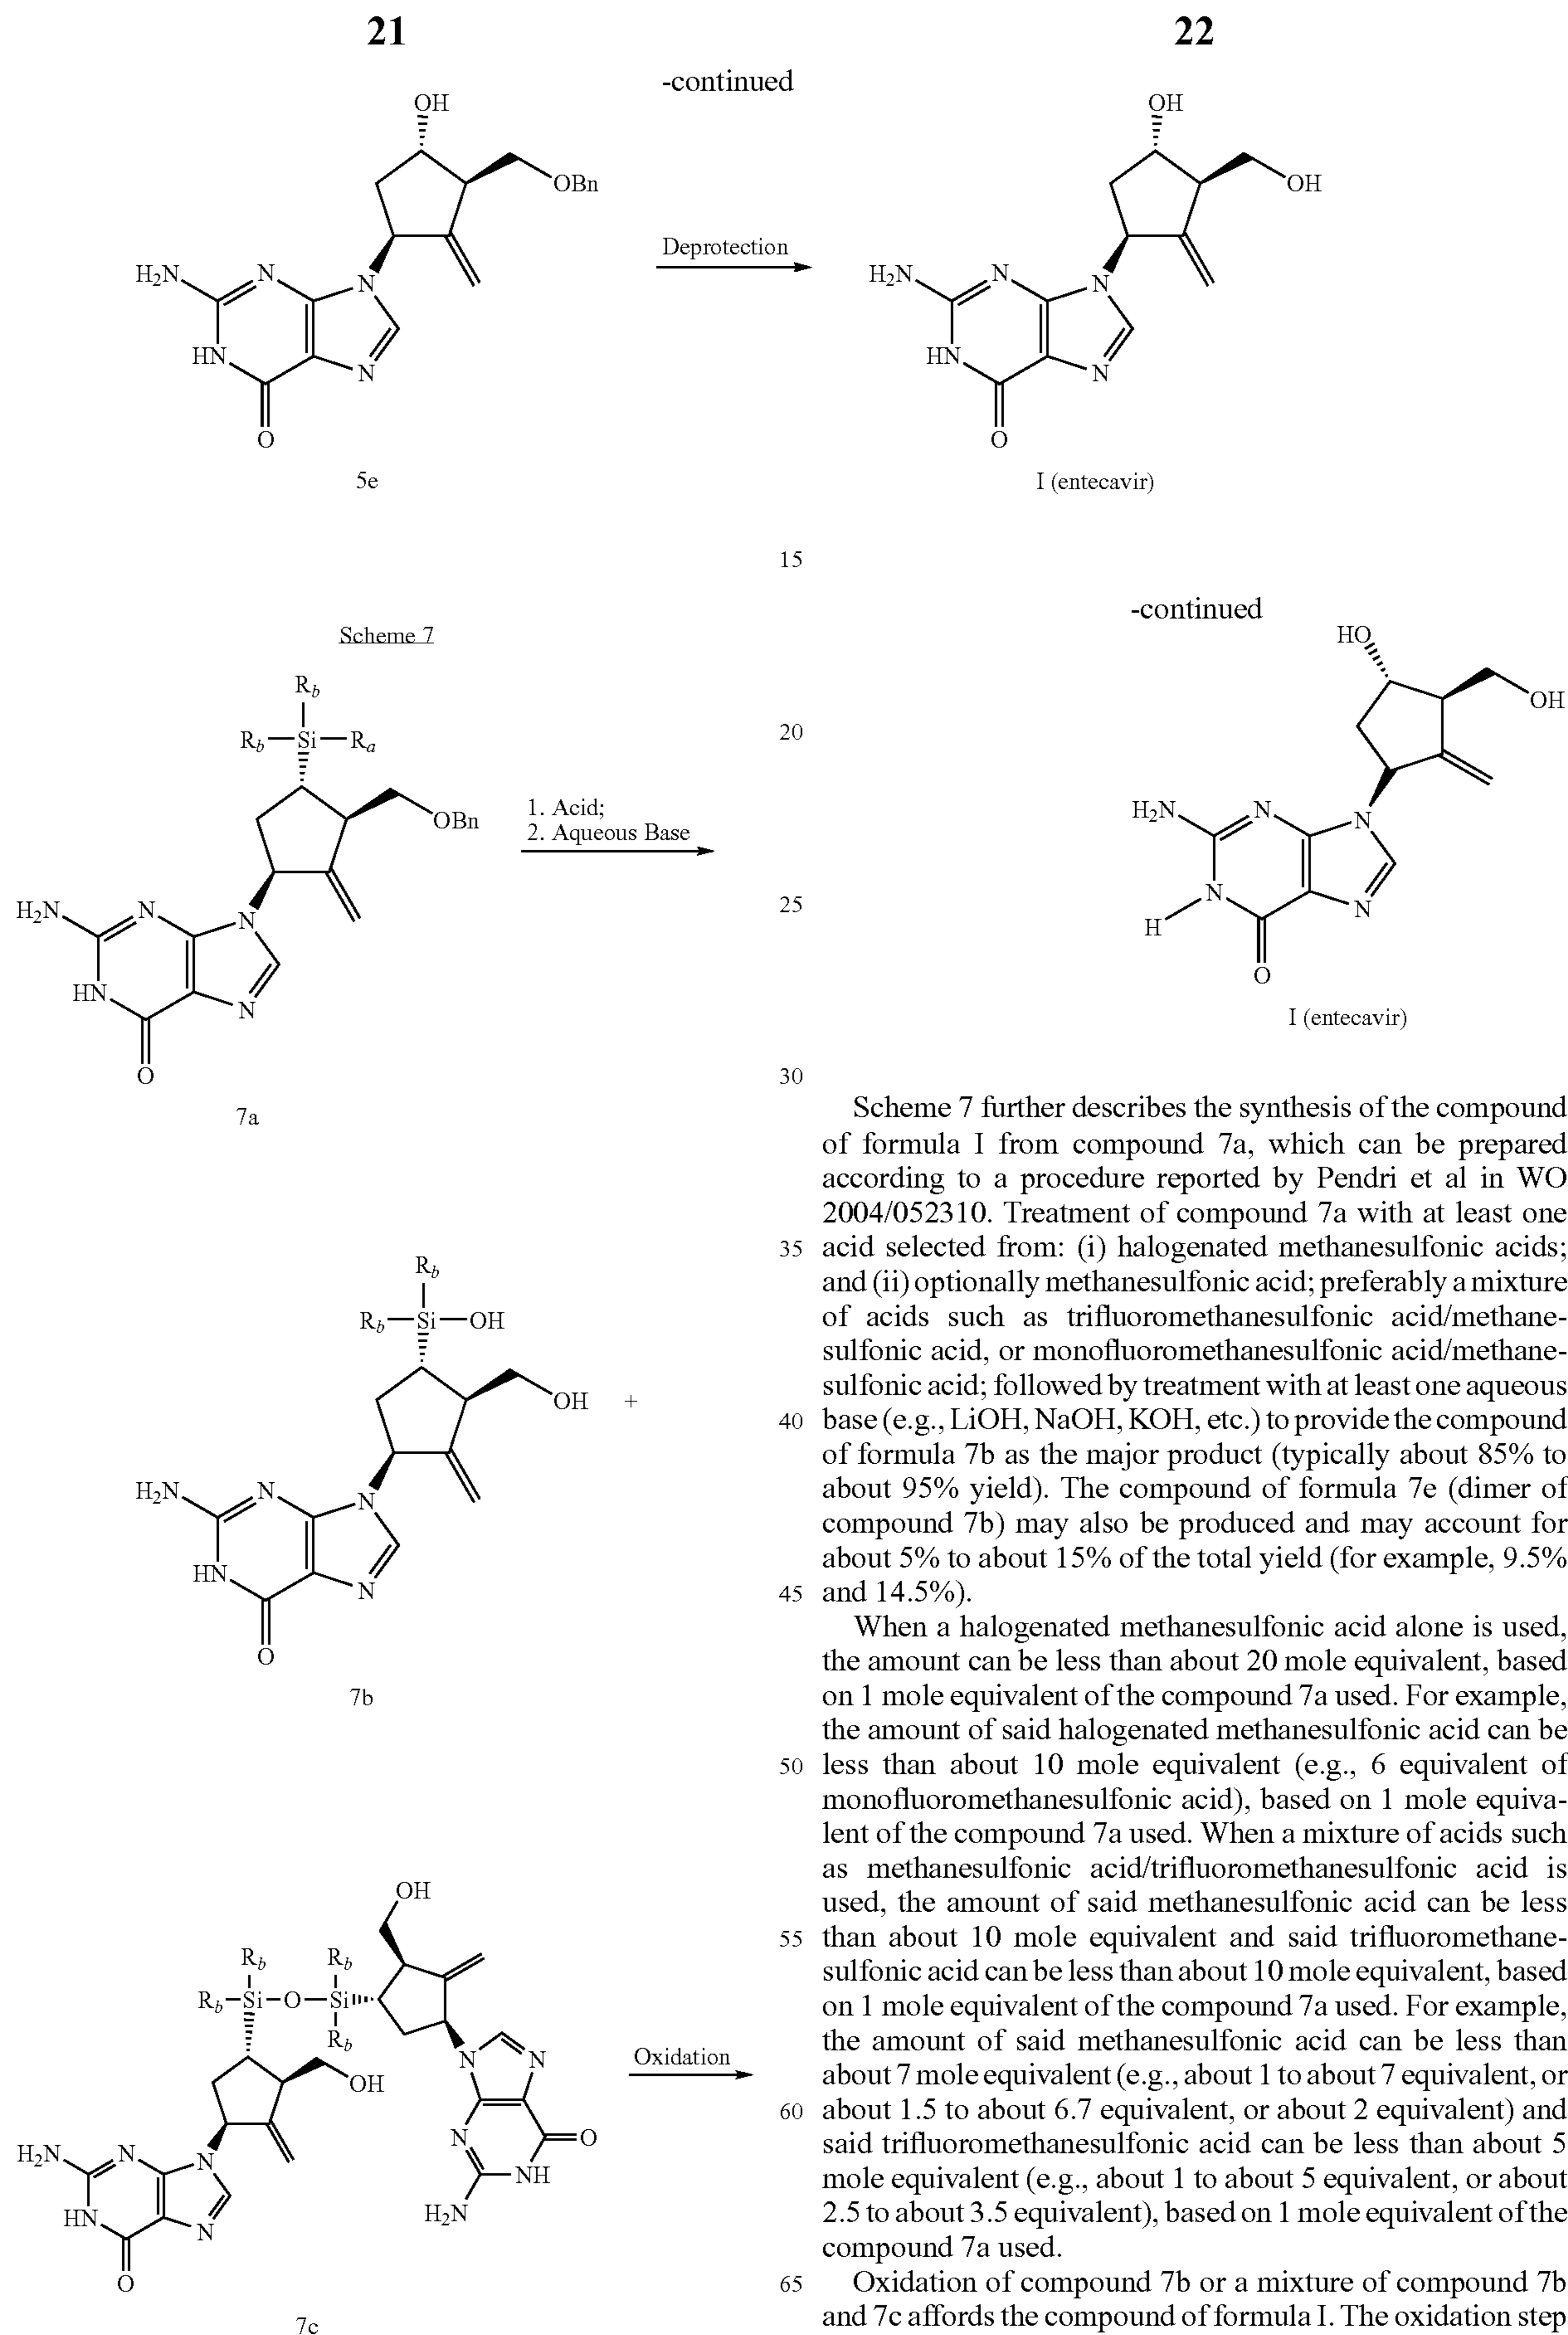 21
22
-continued
OH
OBn
H₂N
N
N
HN
N
O
5e
Deprotection
OH
OH
H₂N
N
N
HN
N
O
I (entecavir)
15
Scheme 7
R_b
R_b—Si—R_a
OBn
H₂N
N
N
HN
N
O
7a
1. Acid;
2. Aqueous Base
R_b
R_b—Si—OH
OH
+
H₂N
N
N
HN
N
O
7b
OH
R_b
R_b
R_b—Si—O—Si
R_b
OH
N
N
N
O
NH
H₂N
H₂N
N
N
HN
N
O
7c
Oxidation
-continued
HO
OH
20
H₂N
N
N
25
N
N
H
O
I (entecavir)
30
Scheme 7 further describes the synthesis of the compound
of formula I from compound 7a, which can be prepared
according to a procedure reported by Pendri et al in WO
2004/052310. Treatment of compound 7a with at least one
35 acid selected from: (i) halogenated methanesulfonic acids;
and (ii) optionally methanesulfonic acid; preferably a mixture
of acids such as trifluoromethanesulfonic acid/methane-
sulfonic acid, or monofluoromethanesulfonic acid/methane-
sulfonic acid; followed by treatment with at least one aqueous
40 base (e.g., LiOH, NaOH, KOH, etc.) to provide the compound
of formula 7b as the major product (typically about 85% to
about 95% yield). The compound of formula 7e (dimer of
compound 7b) may also be produced and may account for
about 5% to about 15% of the total yield (for example, 9.5%
45 and 14.5%).
When a halogenated methanesulfonic acid alone is used,
the amount can be less than about 20 mole equivalent, based
on 1 mole equivalent of the compound 7a used. For example,
the amount of said halogenated methanesulfonic acid can be
50 less than about 10 mole equivalent (e.g., 6 equivalent of
monofluoromethanesulfonic acid), based on 1 mole equiva-
lent of the compound 7a used. When a mixture of acids such
as methanesulfonic acid/trifluoromethanesulfonic acid is
used, the amount of said methanesulfonic acid can be less
55 than about 10 mole equivalent and said trifluoromethane-
sulfonic acid can be less than about 10 mole equivalent, based
on 1 mole equivalent of the compound 7a used. For example,
the amount of said methanesulfonic acid can be less than
about 7 mole equivalent (e.g., about 1 to about 7 equivalent, or
60 about 1.5 to about 6.7 equivalent, or about 2 equivalent) and
said trifluoromethanesulfonic acid can be less than about 5
mole equivalent (e.g., about 1 to about 5 equivalent, or about
2.5 to about 3.5 equivalent), based on 1 mole equivalent of the
compound 7a used.
65 Oxidation of compound 7b or a mixture of compound 7b
and 7c affords the compound of formula I. The oxidation step